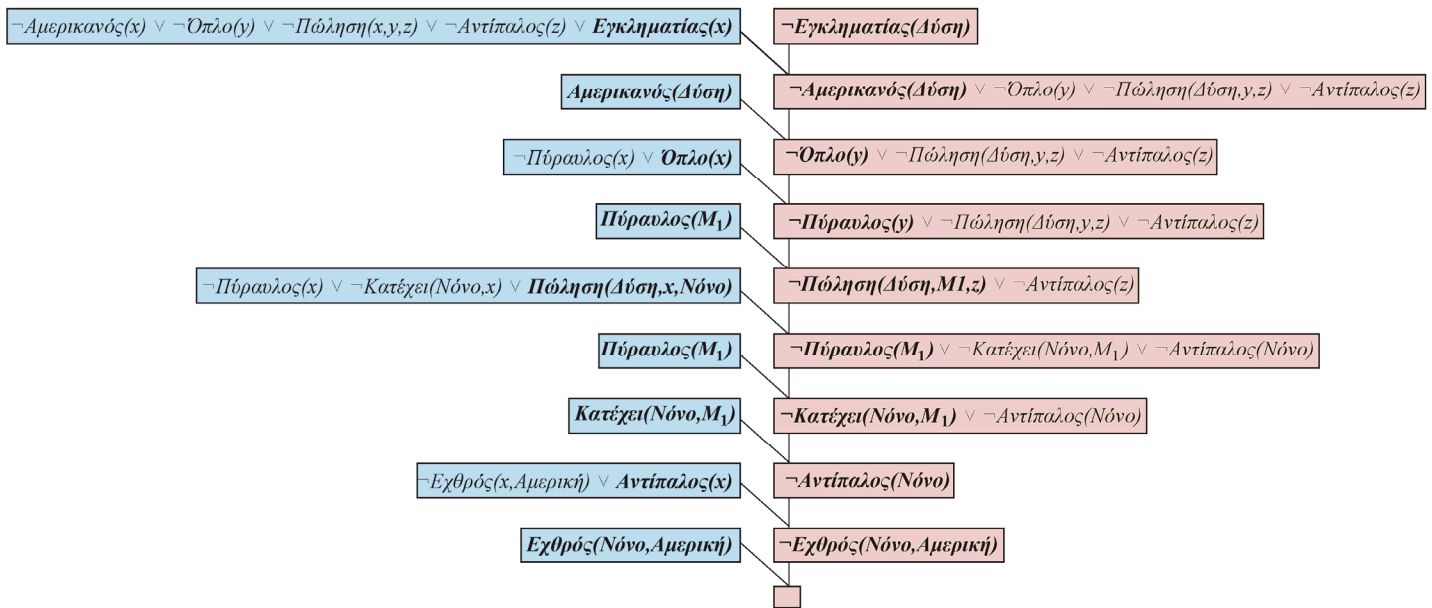 ¬Αμερικανός(x) ∨ ¬Όπλο(y) ∨ ¬Πώληση(x,y,z) ∨ ¬Αντίπαλος(z) ∨ Εγκληματίας(x) ¬Εγκληματίας(Δύση)
Αμερικανός(Δύση) ¬Αμερικανός(Δύση) ∨ ¬Όπλο(y) ∨ ¬Πώληση(Δύση,y,z) ∨ ¬Αντίπαλος(z)
¬Πύραυλος(x) ∨ Όπλο(x) ¬Όπλο(y) ∨ ¬Πώληση(Δύση,y,z) ∨ ¬Αντίπαλος(z)
Πύραυλος(M₁) ¬Πύραυλος(y) ∨ ¬Πώληση(Δύση,y,z) ∨ ¬Αντίπαλος(z)
¬Πύραυλος(x) ∨ ¬Κατέχει(Νόνο,x) ∨ Πώληση(Δύση,x,Νόνο) ¬Πώληση(Δύση,M1,z) ∨ ¬Αντίπαλος(z)
Πύραυλος(M₁) ¬Πύραυλος(M₁) ∨ ¬Κατέχει(Νόνο,M₁) ∨ ¬Αντίπαλος(Νόνο)
Κατέχει(Νόνο,M₁) ¬Κατέχει(Νόνο,M₁) ∨ ¬Αντίπαλος(Νόνο)
¬Εχθρός(x,Αμερική) ∨ Αντίπαλος(x) ¬Αντίπαλος(Νόνο)
Εχθρός(Νόνο,Αμερική) ¬Εχθρός(Νόνο,Αμερική)